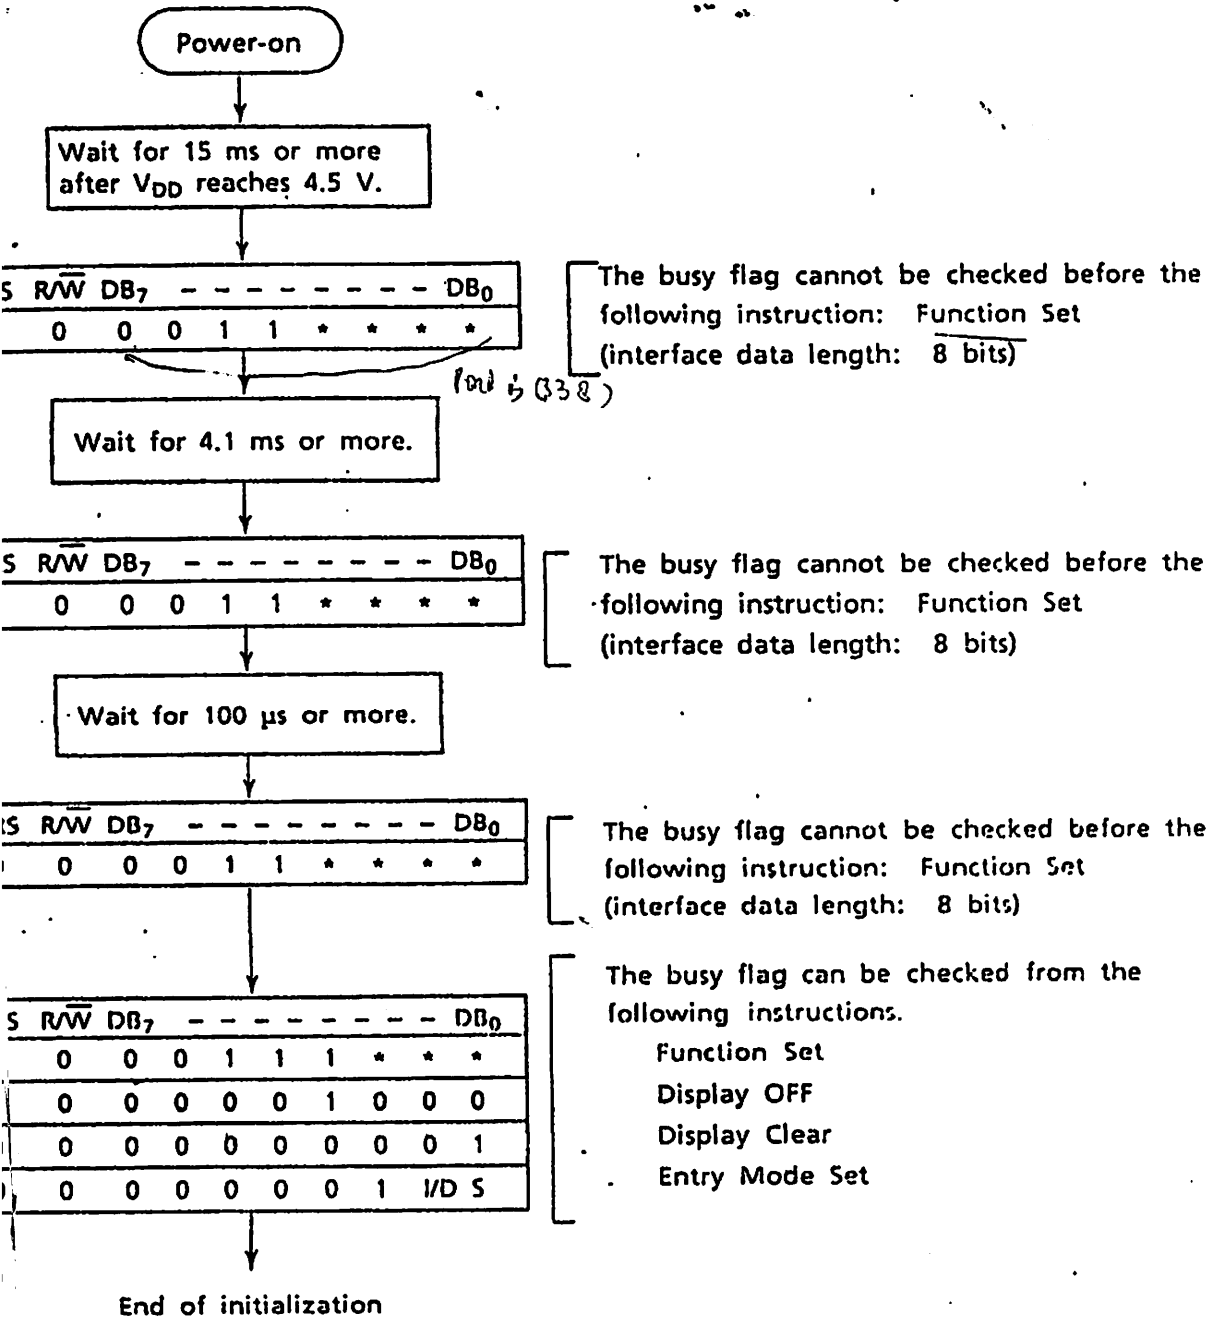 Power-on
Wait for 15 ms or more
after VDD reaches 4.5 V.
S R/W DB7 - - - - - - - - DB0
0 0 0 1 1 * * * *
The busy flag cannot be checked before the
following instruction: Function Set
(interface data length: 8 bits)
Wait for 4.1 ms or more.
S R/W DB7 - - - - - - - - DB0
0 0 0 1 1 * * * *
The busy flag cannot be checked before the
following instruction: Function Set
(interface data length: 8 bits)
Wait for 100 µs or more.
S R/W DB7 - - - - - - - - DB0
0 0 0 1 1 * * * *
The busy flag cannot be checked before the
following instruction: Function Set
(interface data length: 8 bits)
S R/W DB7 - - - - - - - - DB0
0 0 0 1 1 1 * * *
0 0 0 0 0 1 0 0 0
0 0 0 0 0 0 0 0 1
0 0 0 0 0 0 1 I/D S
The busy flag can be checked from the
following instructions.
Function Set
Display OFF
Display Clear
Entry Mode Set
End of initialization